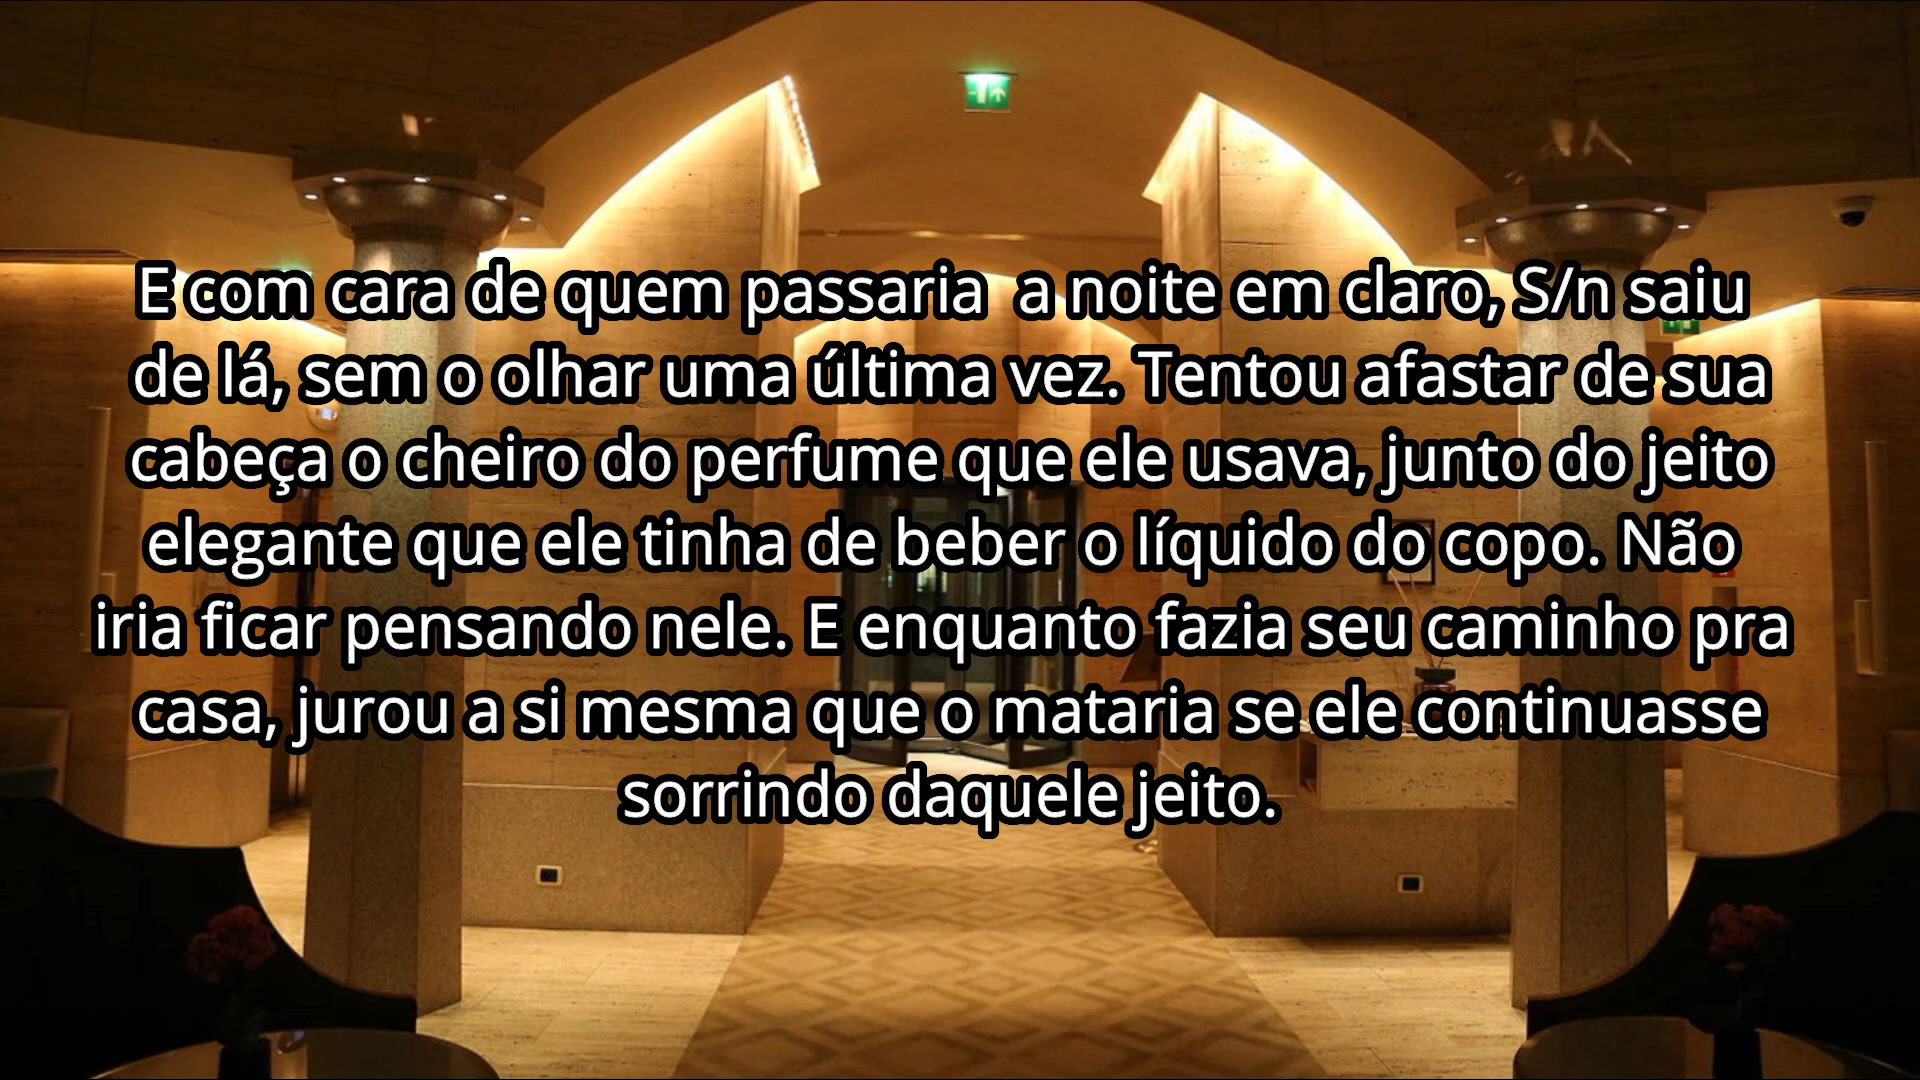 E com cara de quem passaria  a noite em claro, S/n saiu
de lá, sem o olhar uma última vez. Tentou afastar de sua
cabeça o cheiro do perfume que ele usava, junto do jeito
elegante que ele tinha de beber o líquido do copo. Não
iria ficar pensando nele. E enquanto fazia seu caminho pra
casa, jurou a si mesma que o mataria se ele continuasse
sorrindo daquele jeito.